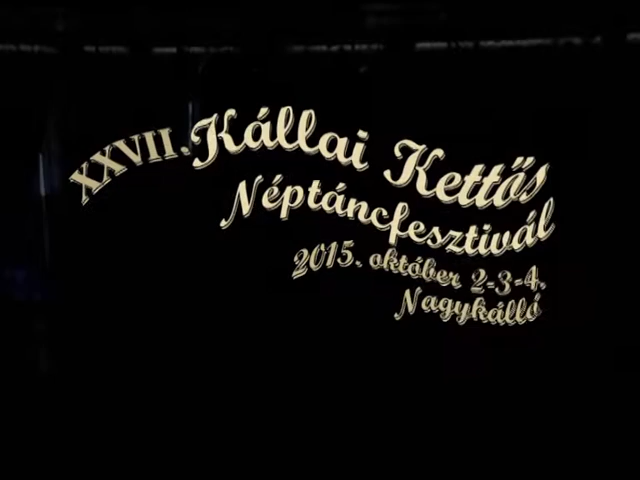 XXVII. Kállai Kettős
Néptáncfesztivál
2015. október 2-3-4.
Nagykálló